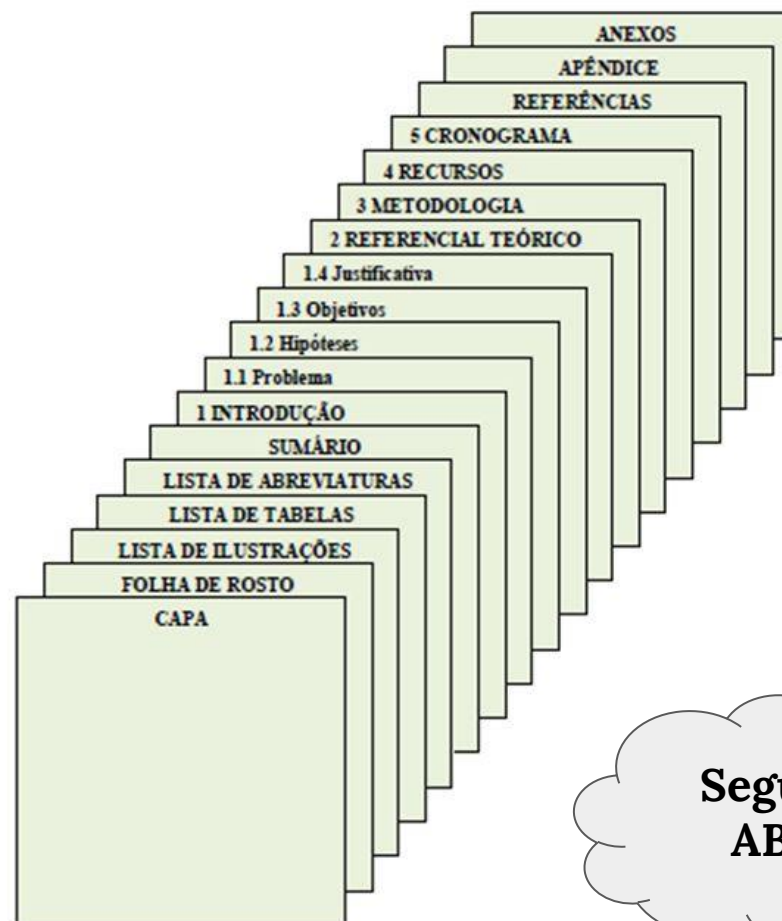 ANEXOS
APÊNDICE
REFERÊNCIAS
5 CRONOGRAMA
4 RECURSOS
3 METODOLOGIA
2 REFERENCIAL TEÓRICO
1.4 Justificativa
1.3 Objetivos
1.2 Hipóteses
1.1 Problema
1 INTRODUÇÃO
SUMÁRIO
LISTA DE ABREVIATURAS
LISTA DE TABELAS
LISTA DE ILUSTRAÇÕES
FOLHA DE ROSTO
CAPA